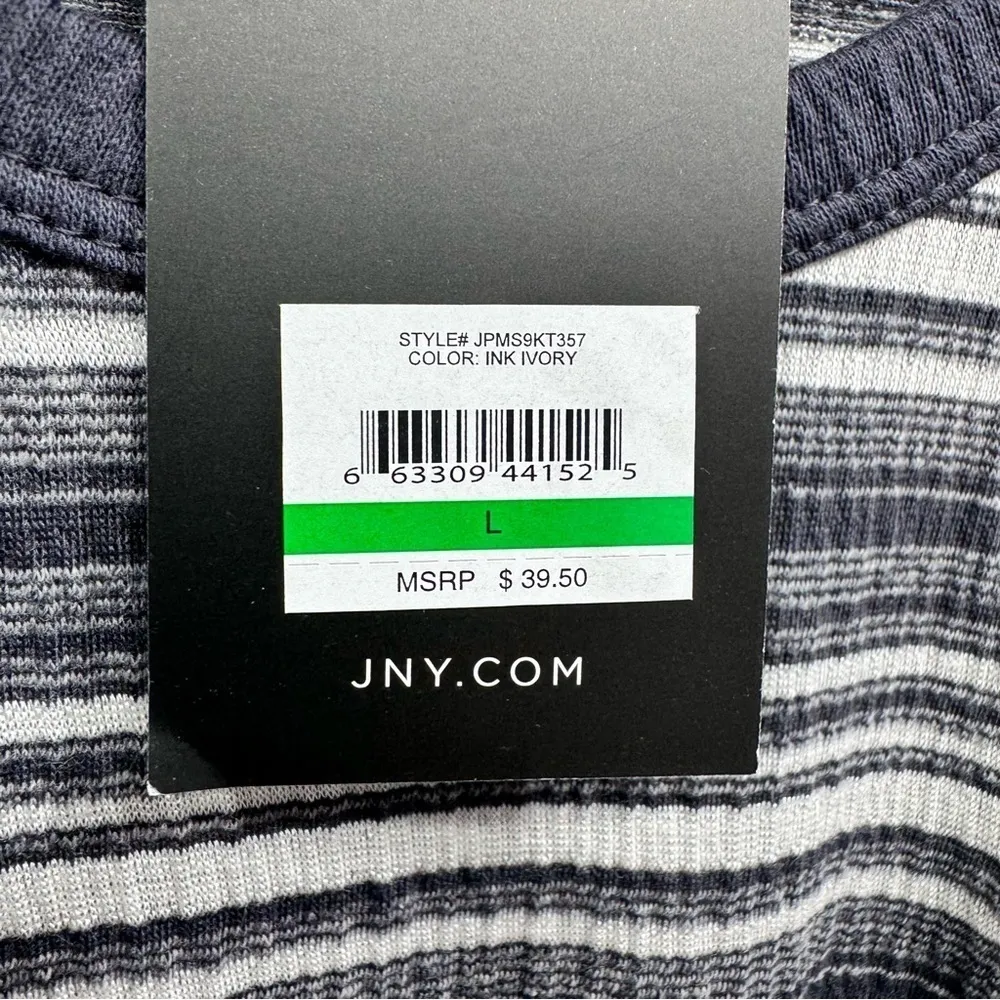 STYLE# JPMS9KT357
COLOR: INK IVORY
6 63309 44152 5
L
MSRP $ 39.50
JNY.COM